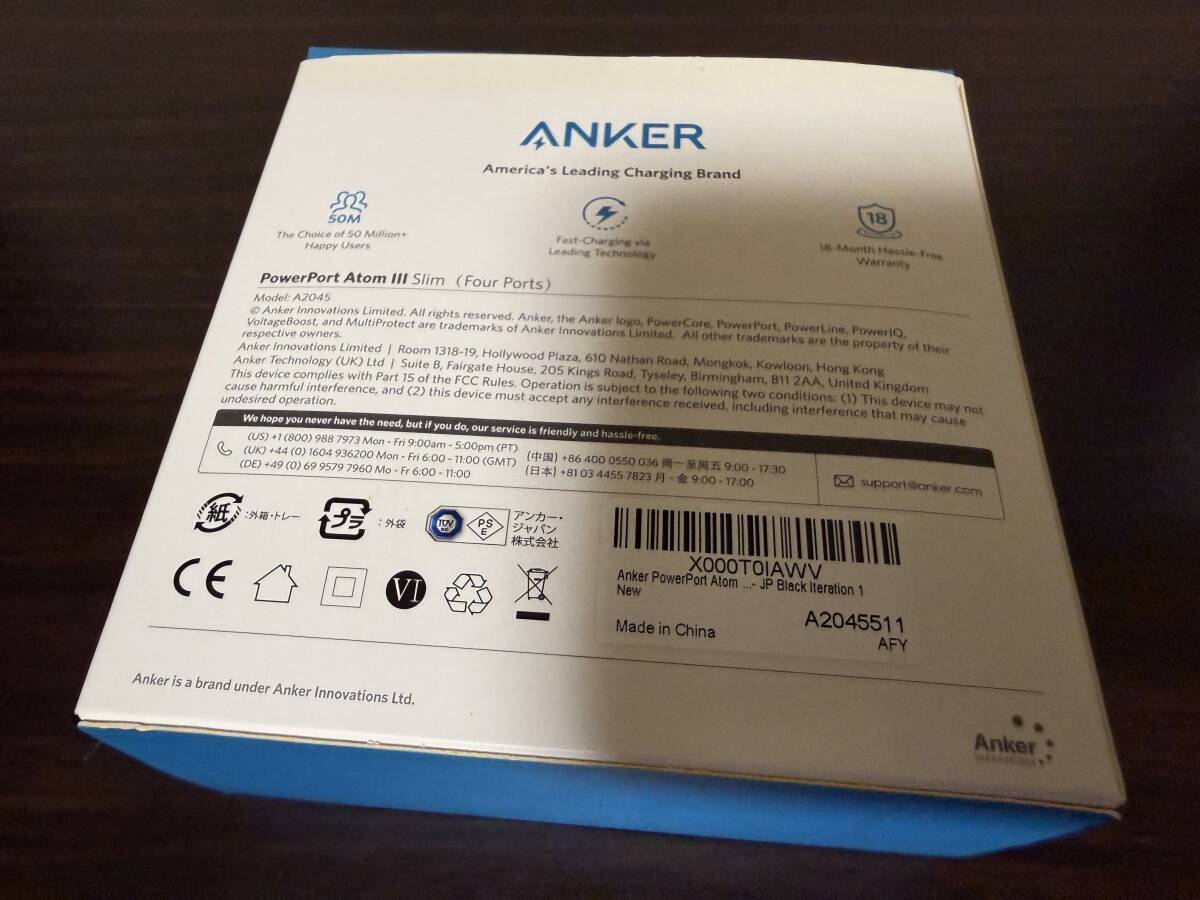 ANKER
America's Leading Charging Brand
50M
The Choice of 50 Million+
Happy Users
Fast-Charging via
Leading Technology
18
18-Month Hassle-Free
Warranty
PowerPort Atom III Slim (Four Ports)
Model: A2045
© Anker Innovations Limited. All rights reserved. Anker, the Anker logo, PowerCore, PowerPort, PowerLine, PowerIQ,
VoltageBoost, and MultiProtect are trademarks of Anker Innovations Limited. All other trademarks are the property of their
respective owners.
Anker Innovations Limited | Room 1318-19, Hollywood Plaza, 610 Nathan Road, Mongkok, Kowloon, Hong Kong
Anker Technology (UK) Ltd | Suite B, Fairgate House, 205 Kings Road, Tyseley, Birmingham, B11 2AA, United Kingdom
This device complies with Part 15 of the FCC Rules. Operation is subject to the following two conditions: (1) This device may not
cause harmful interference, and (2) this device must accept any interference received, including interference that may cause
undesired operation.
We hope you never have the need, but if you do, our service is friendly and hassle-free.
(US) +1 (800) 988 7973 Mon - Fri 9:00am - 5:00pm (PT)
(UK) +44 (0) 1604 936200 Mon - Fri 6:00 - 11:00 (GMT)
(DE) +49 (0) 69 9579 7960 Mo - Fr 6:00 - 11:00
(中国) +86 400 0550 036 周一至周五 9:00 - 17:30
(日本) +81 03 4455 7823 月 - 金 9:00 - 17:00
support@anker.com
紙 :外箱・トレー
プラ :外袋
TÜV
PS
E
アンカー・
ジャパン
株式会社
CE
VI
X000T0IAWV
Anker PowerPort Atom ...- JP Black Iteration 1
New
Made in China
A2045511
AFY
Anker is a brand under Anker Innovations Ltd.
Anker
Innovations